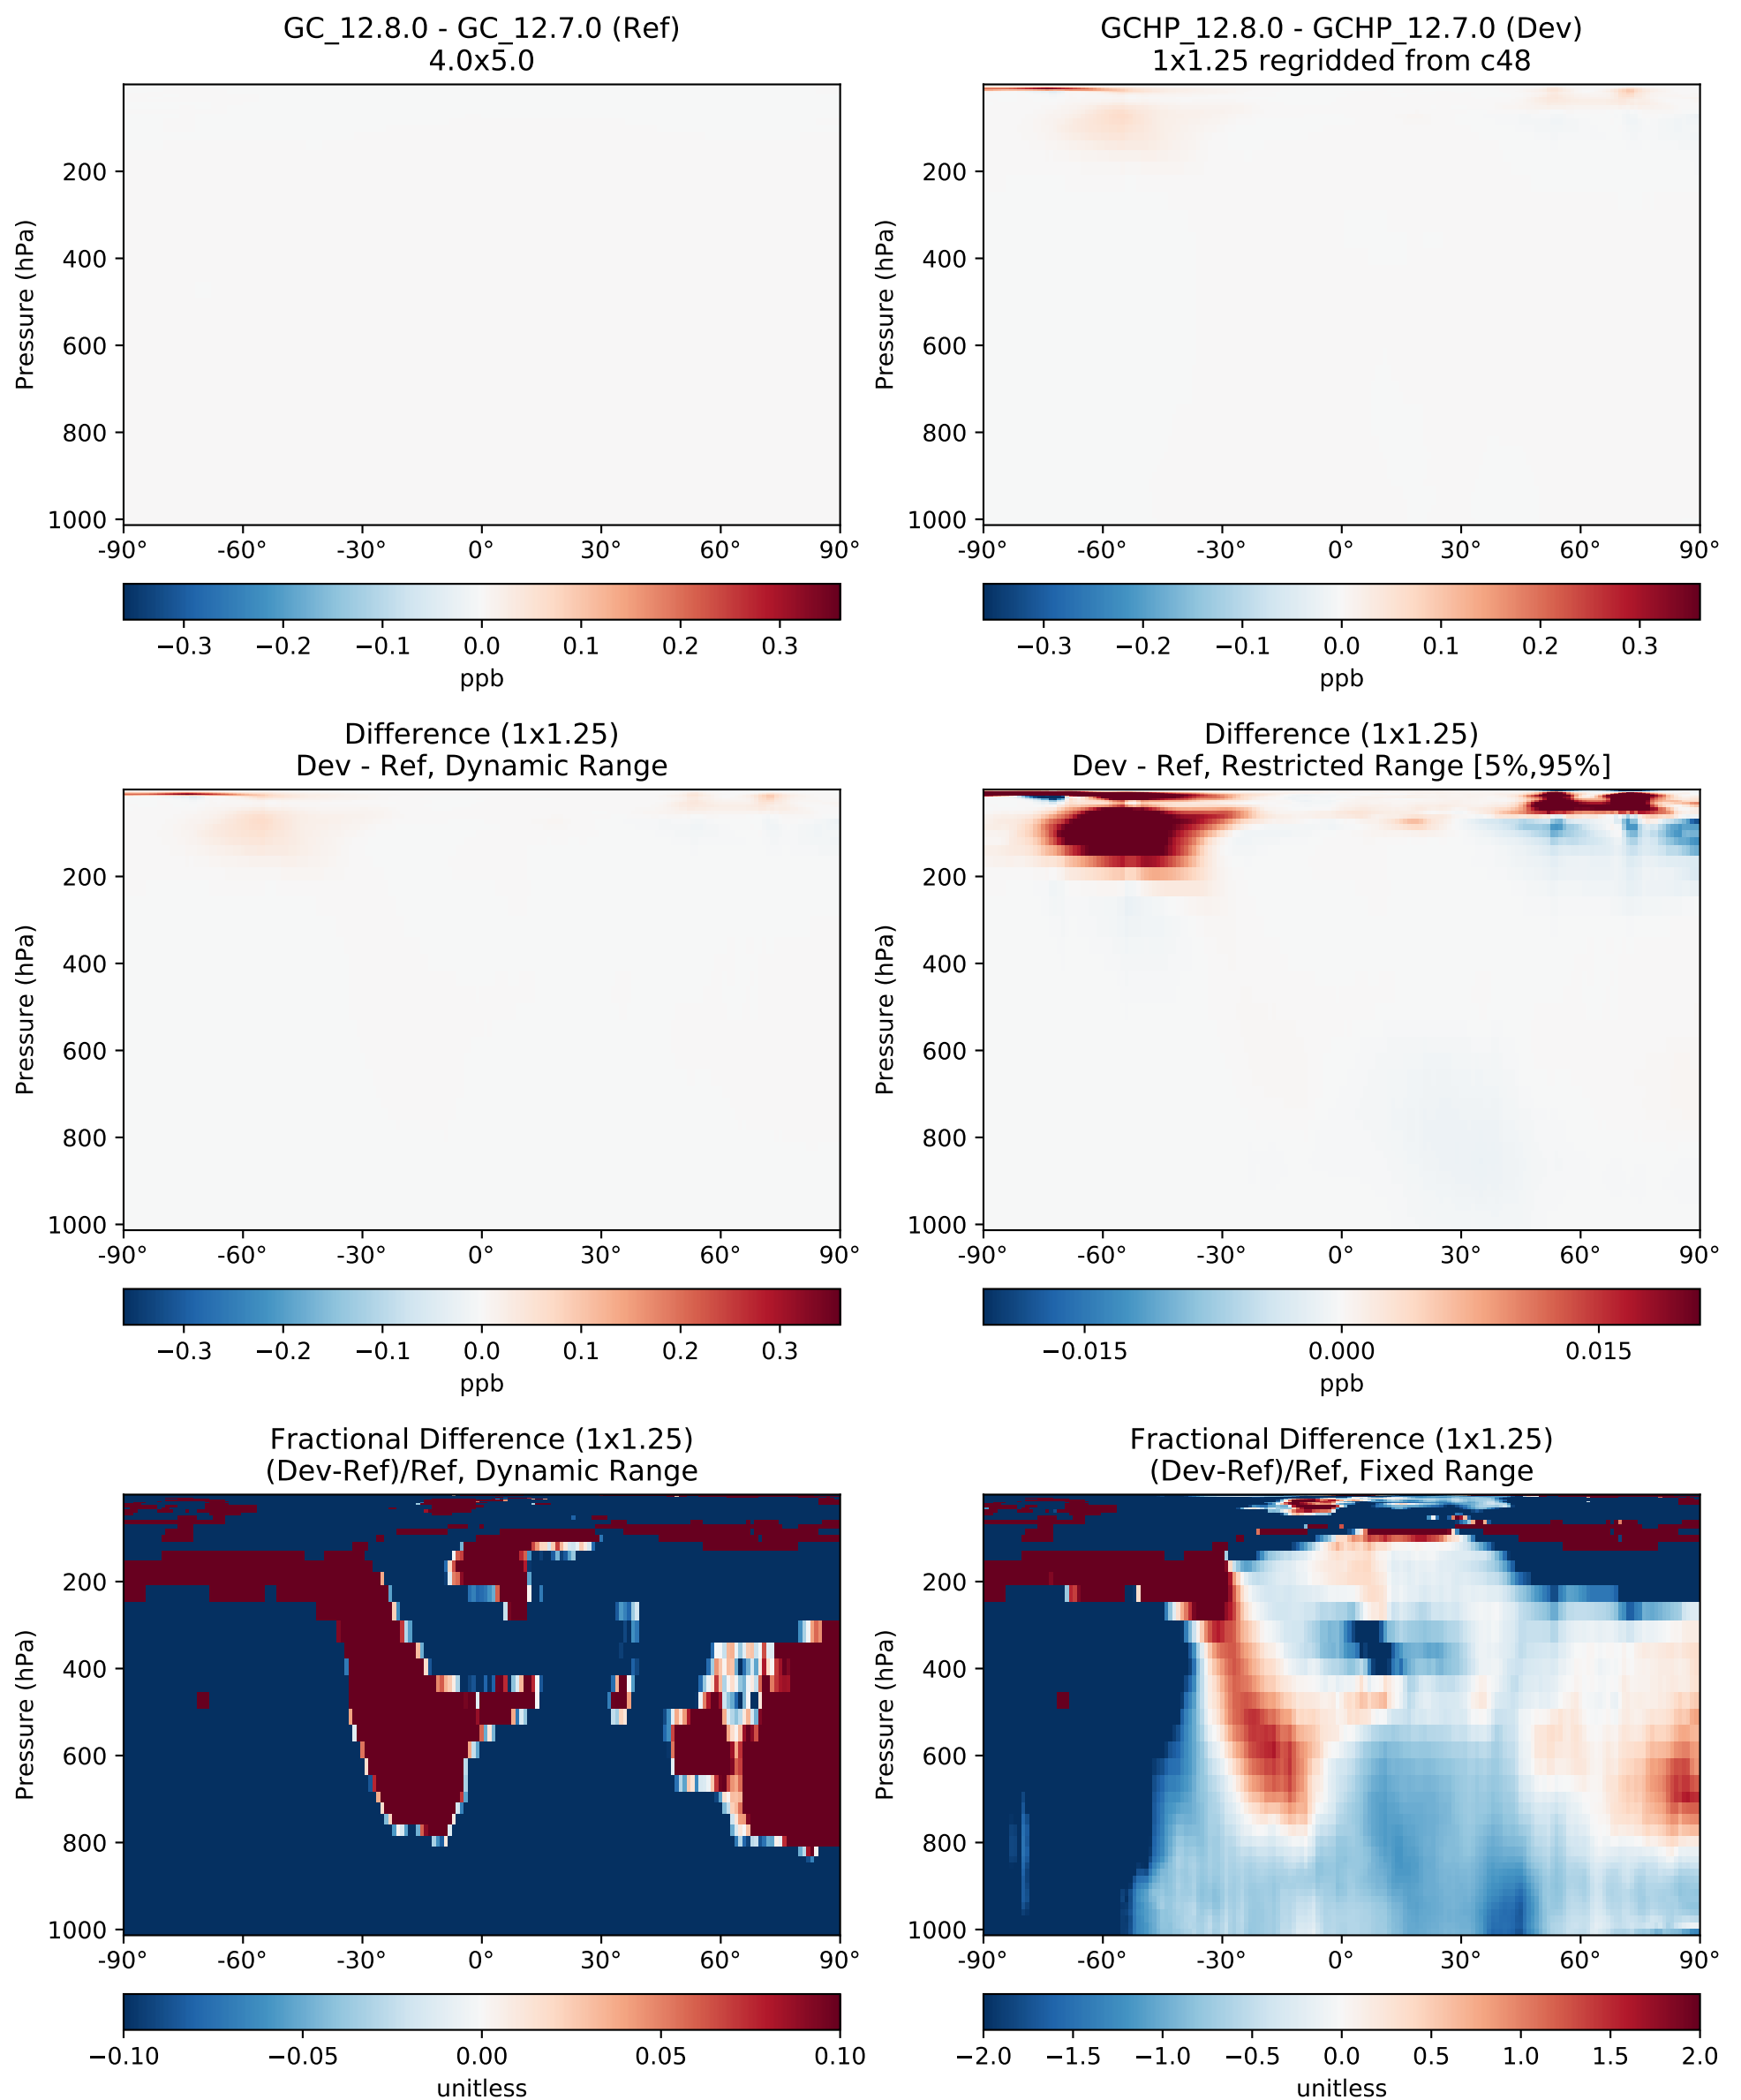 GC_12.8.0 - GC_12.7.0 (Ref)
4.0x5.0
Pressure (hPa)
200
400
600
800
1000
-90° -60° -30° 0° 30° 60° 90°
−0.3 −0.2 −0.1 0.0 0.1 0.2 0.3
ppb
GCHP_12.8.0 - GCHP_12.7.0 (Dev)
1x1.25 regridded from c48
Pressure (hPa)
200
400
600
800
1000
-90° -60° -30° 0° 30° 60° 90°
−0.3 −0.2 −0.1 0.0 0.1 0.2 0.3
ppb
Difference (1x1.25)
Dev - Ref, Dynamic Range
Pressure (hPa)
200
400
600
800
1000
-90° -60° -30° 0° 30° 60° 90°
−0.3 −0.2 −0.1 0.0 0.1 0.2 0.3
ppb
Difference (1x1.25)
Dev - Ref, Restricted Range [5%,95%]
Pressure (hPa)
200
400
600
800
1000
-90° -60° -30° 0° 30° 60° 90°
−0.015 0.000 0.015
ppb
Fractional Difference (1x1.25)
(Dev-Ref)/Ref, Dynamic Range
Pressure (hPa)
200
400
600
800
1000
-90° -60° -30° 0° 30° 60° 90°
−0.10 −0.05 0.00 0.05 0.10
unitless
Fractional Difference (1x1.25)
(Dev-Ref)/Ref, Fixed Range
Pressure (hPa)
200
400
600
800
1000
-90° -60° -30° 0° 30° 60° 90°
−2.0 −1.5 −1.0 −0.5 0.0 0.5 1.0 1.5 2.0
unitless